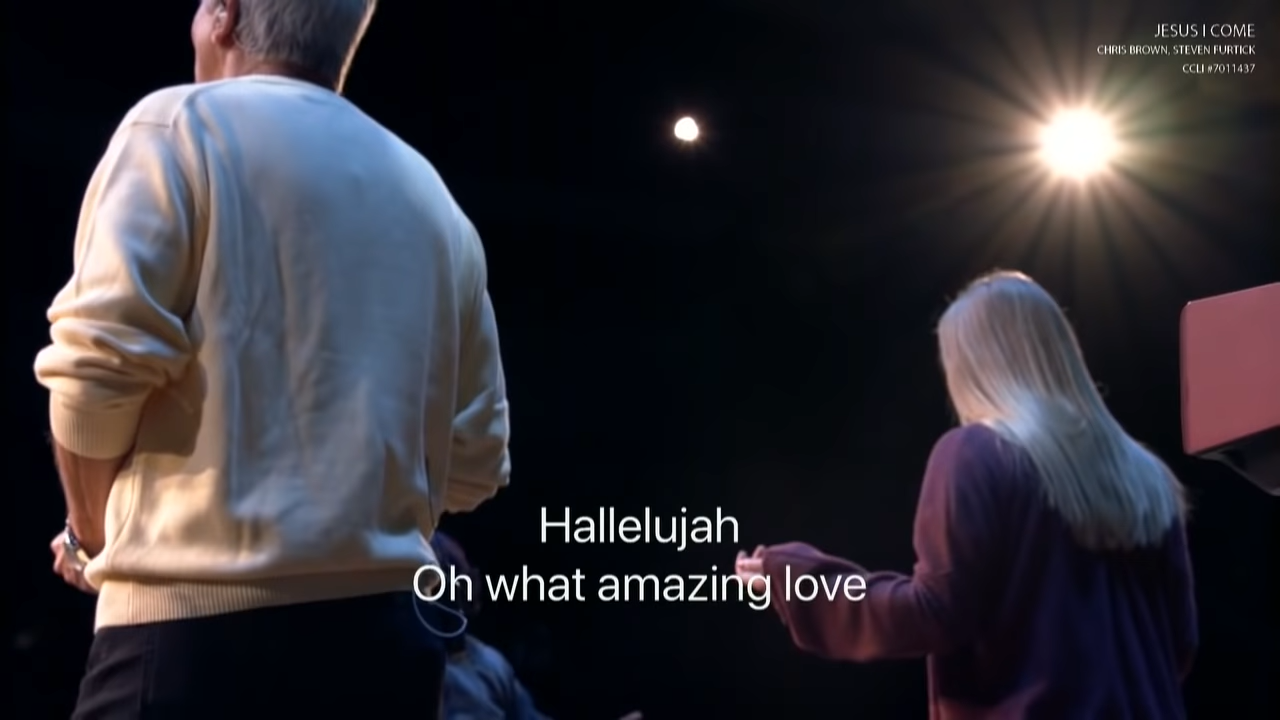 JESUS I COME
CHRIS BROWN, STEVEN FURTICK
CCLI #7011437
Hallelujah
Oh what amazing love